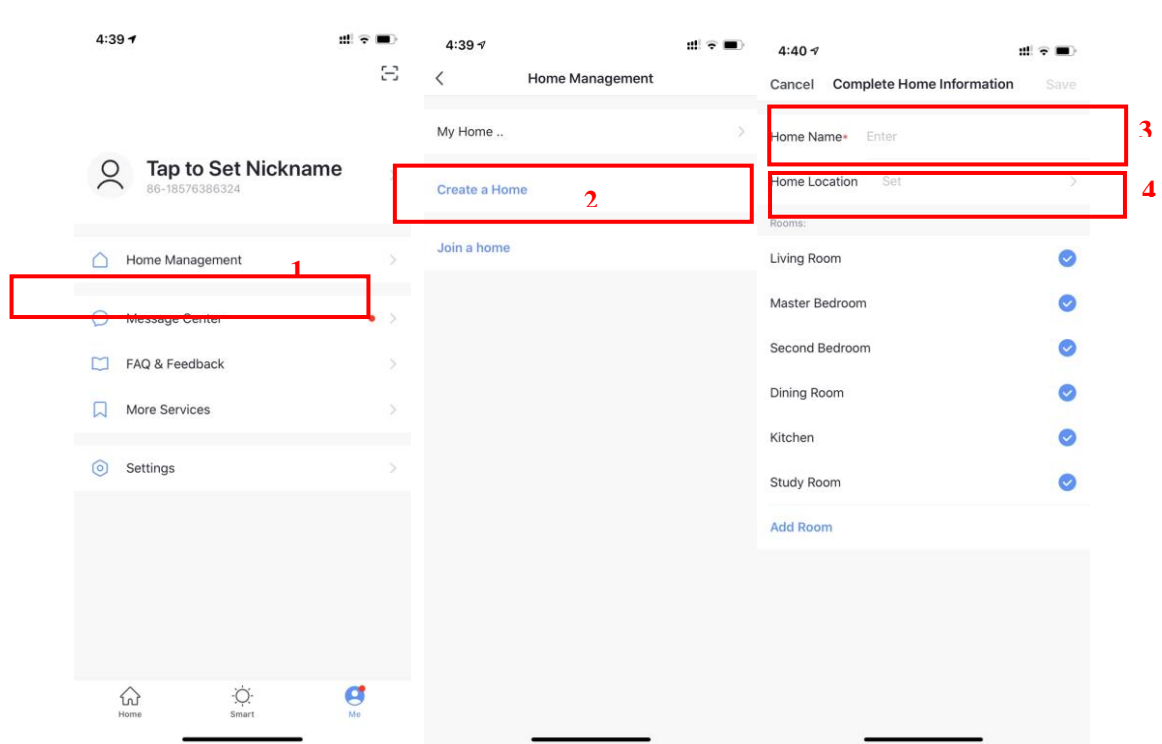 4:39
Tap to Set Nickname
86-18576386324
Home Management
1
Message Center
FAQ & Feedback
More Services
Settings
Home
Smart
Me
4:39
Home Management
My Home ..
Create a Home
2
Join a home
4:40
Cancel Complete Home Information Save
Home Name* Enter
3
Home Location Set
4
Rooms:
Living Room
Master Bedroom
Second Bedroom
Dining Room
Kitchen
Study Room
Add Room